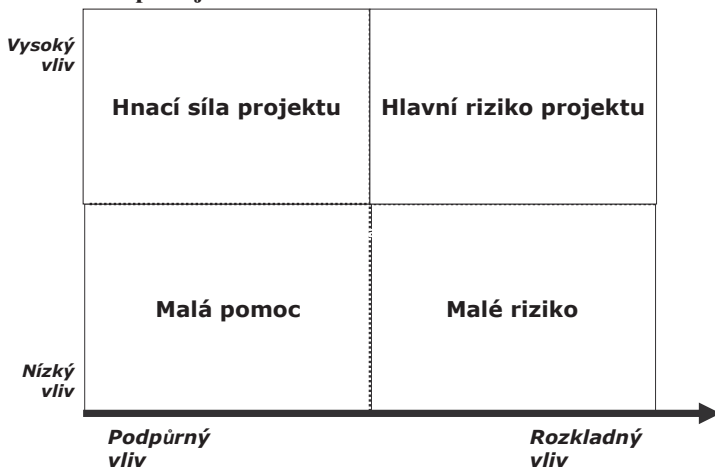 Vysoký
vliv
Hnací síla projektu
Hlavní riziko projektu
Malá pomoc
Malé riziko
Nízký
vliv
Podpůrný
vliv
Rozkladný
vliv